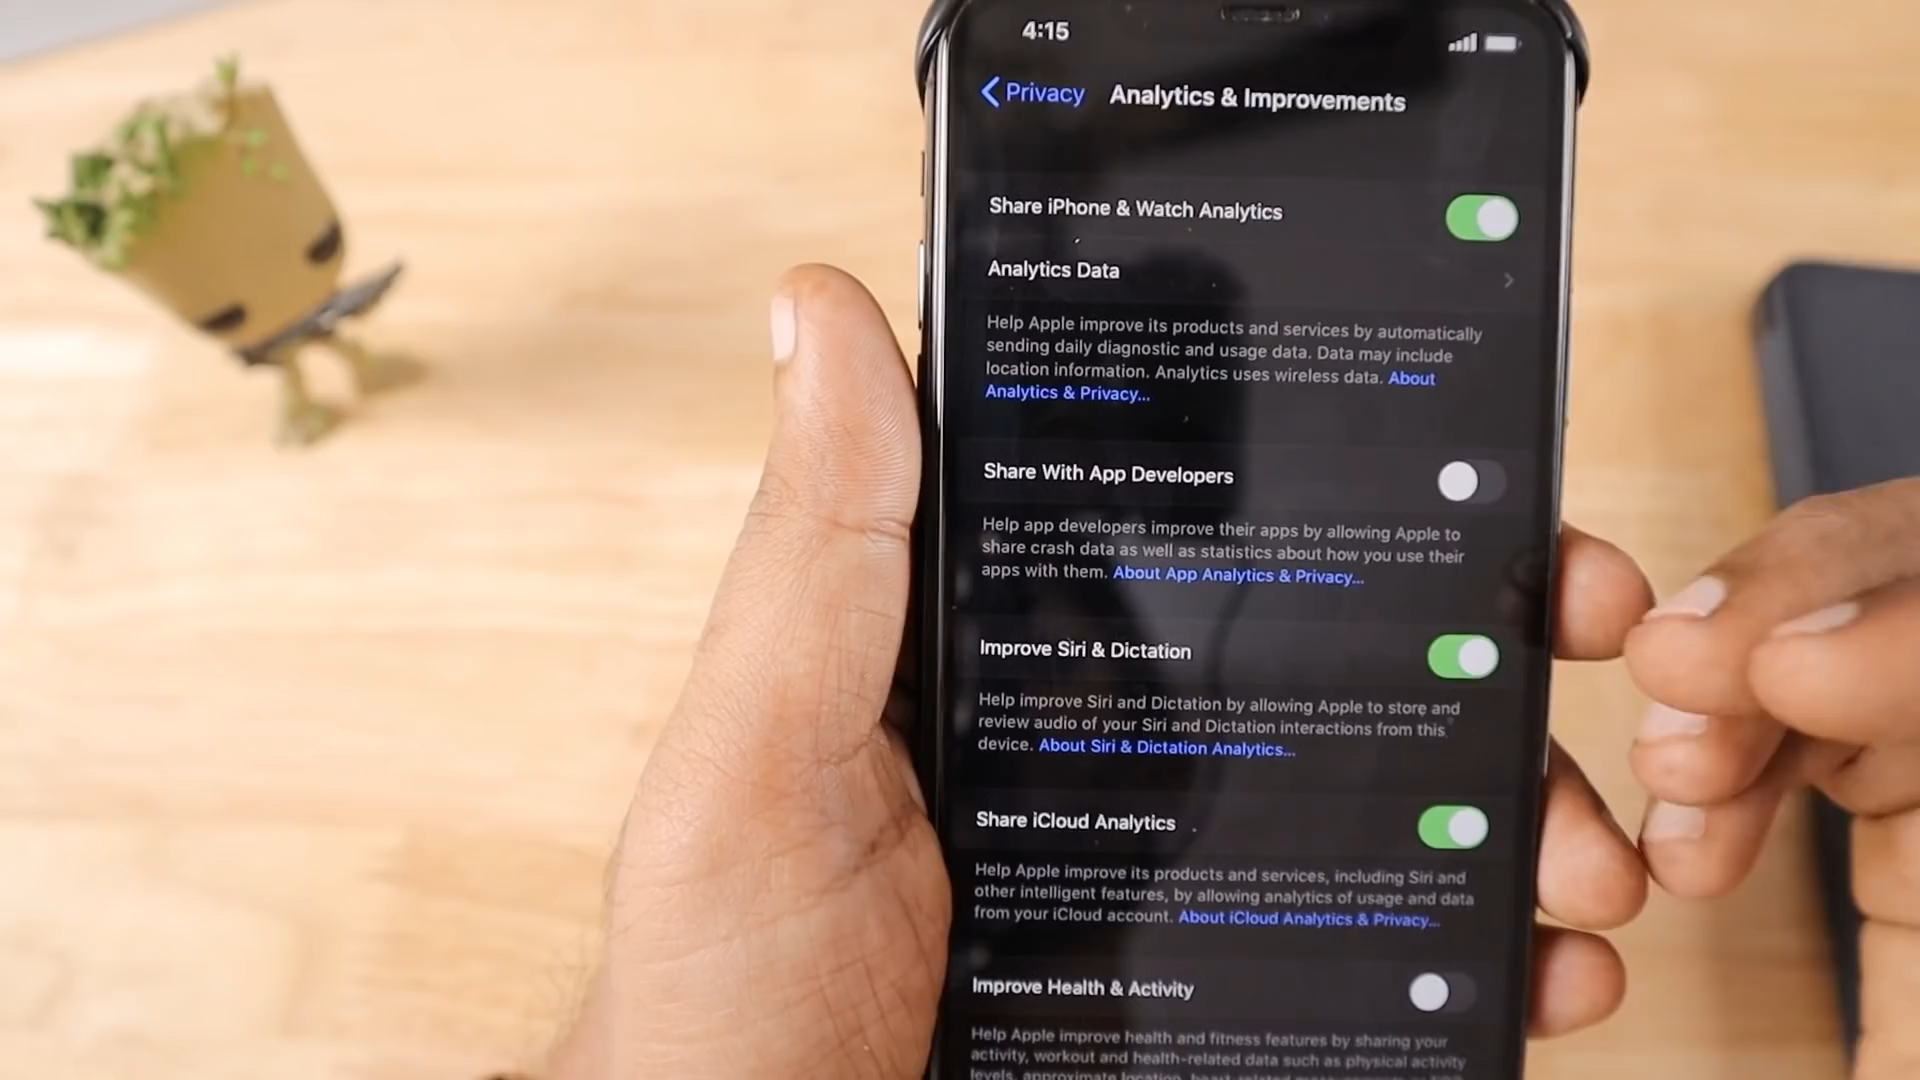 4:15
Privacy
Analytics & Improvements
Share iPhone & Watch Analytics
Analytics Data
Help Apple improve its products and services by automatically
sending daily diagnostic and usage data. Data may include
location information. Analytics uses wireless data. About
Analytics & Privacy...
Share With App Developers
Help app developers improve their apps by allowing Apple to
share crash data as well as statistics about how you use their
apps with them. About App Analytics & Privacy...
Improve Siri & Dictation
Help improve Siri and Dictation by allowing Apple to store and
review audio of your Siri and Dictation interactions from this
device. About Siri & Dictation Analytics...
Share iCloud Analytics
Help Apple improve its products and services, including Siri and
other intelligent features, by allowing analytics of usage and data
from your iCloud account. About iCloud Analytics & Privacy...
Improve Health & Activity
Help Apple improve health and fitness features by sharing your
activity, workout and health-related data such as physical activity
levels, approximate location,